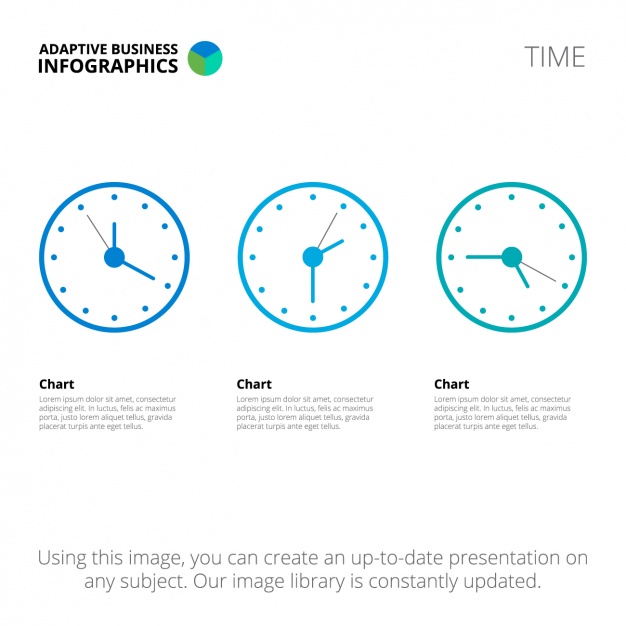 ADAPTIVE BUSINESS
INFOGRAPHICS
TIME
Chart
Lorem ipsum dolor sit amet, consectetur
adipiscing elit. In luctus, felis ac maximus
porta, justo lorem aliquam tellus, gravida
placerat turpis ante eget tellus.
Chart
Lorem ipsum dolor sit amet, consectetur
adipiscing elit. In luctus, felis ac maximus
porta, justo lorem aliquam tellus, gravida
placerat turpis ante eget tellus.
Chart
Lorem ipsum dolor sit amet, consectetur
adipiscing elit. In luctus, felis ac maximus
porta, justo lorem aliquam tellus, gravida
placerat turpis ante eget tellus.
Using this image, you can create an up-to-date presentation on
any subject. Our image library is constantly updated.